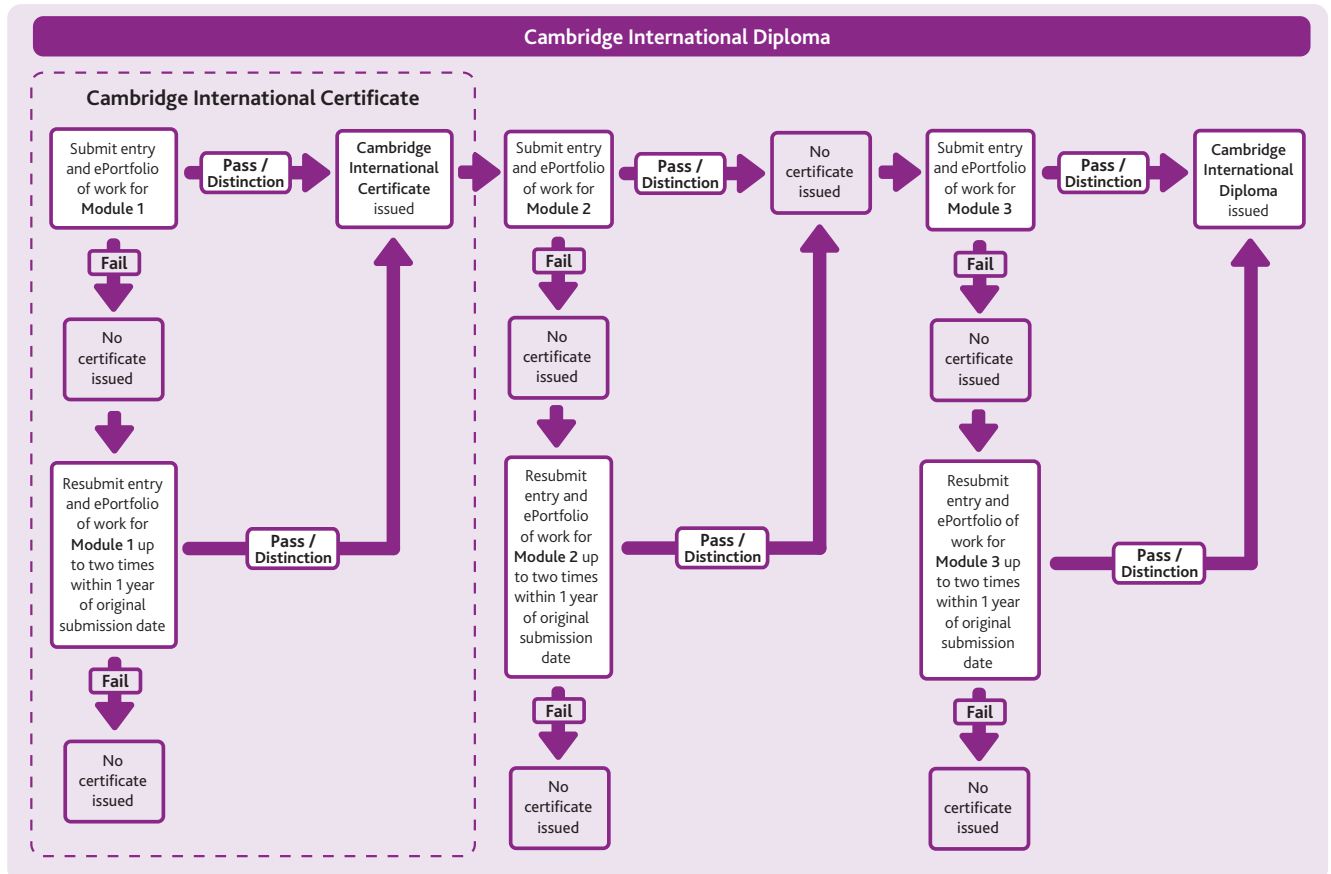 Cambridge International Diploma
Cambridge International Certificate
Submit entry
and ePortfolio
of work for
Module 1
Pass /
Distinction
Cambridge
International
Certificate
issued
Fail
No
certificate
issued
Resubmit entry
and ePortfolio
of work for
Module 1 up
to two times
within 1 year
of original
submission date
Pass /
Distinction
Fail
No
certificate
issued
Submit entry
and ePortfolio
of work for
Module 2
Pass /
Distinction
No
certificate
issued
Fail
No
certificate
issued
Resubmit
entry and
ePortfolio
of work for
Module 2 up
to two times
within 1 year
of original
submission
date
Pass /
Distinction
Fail
No
certificate
issued
Submit entry
and ePortfolio
of work for
Module 3
Pass /
Distinction
Cambridge
International
Diploma
issued
Fail
No
certificate
issued
Resubmit
entry and
ePortfolio of
work for
Module 3 up
to two times
within 1 year
of original
submission
date
Pass /
Distinction
Fail
No
certificate
issued